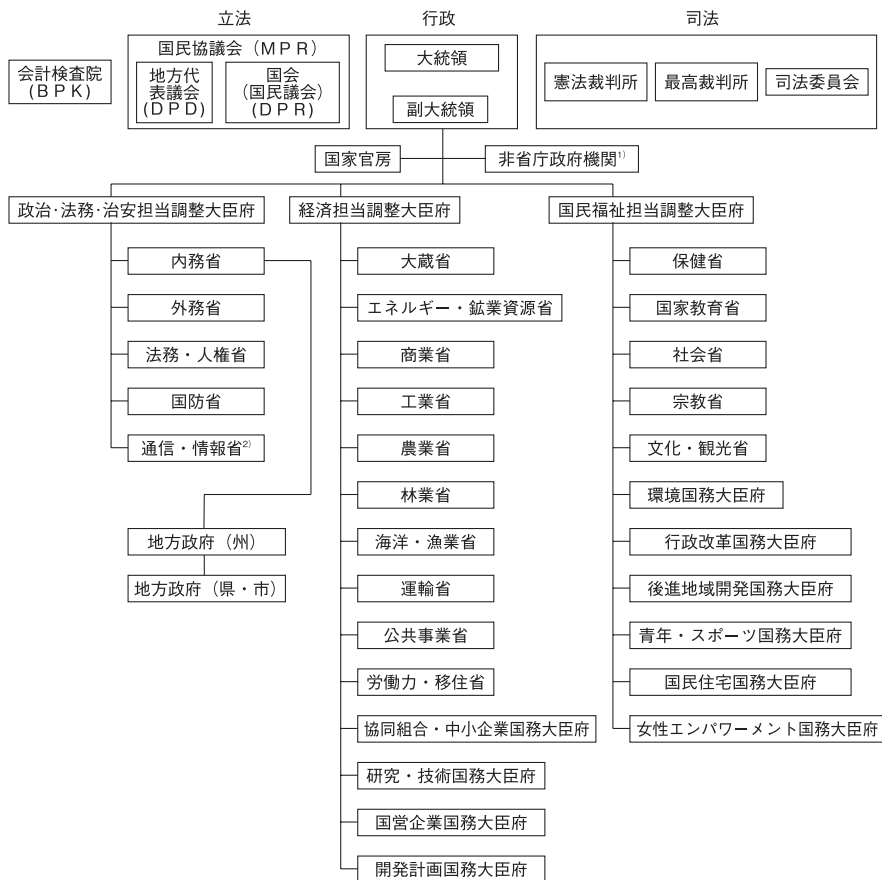 立法
行政
司法
会計検査院
(BPK)
国民協議会(MPR)
地方代
表議会
(DPD)
国会
(国民議会)
(DPR)
大統領
副大統領
憲法裁判所
最高裁判所
司法委員会
国家官房
非省庁政府機関1)
政治・法務・治安担当調整大臣府
経済担当調整大臣府
国民福祉担当調整大臣府
内務省
外務省
法務・人権省
国防省
通信・情報省2)
地方政府(州)
地方政府(県・市)
大蔵省
エネルギー・鉱業資源省
商業省
工業省
農業省
林業省
海洋・漁業省
運輸省
公共事業省
労働力・移住省
協同組合・中小企業国務大臣府
研究・技術国務大臣府
国営企業国務大臣府
開発計画国務大臣府
保健省
国家教育省
社会省
宗教省
文化・観光省
環境国務大臣府
行政改革国務大臣府
後進地域開発国務大臣府
青年・スポーツ国務大臣府
国民住宅国務大臣府
女性エンパワーメント国務大臣府